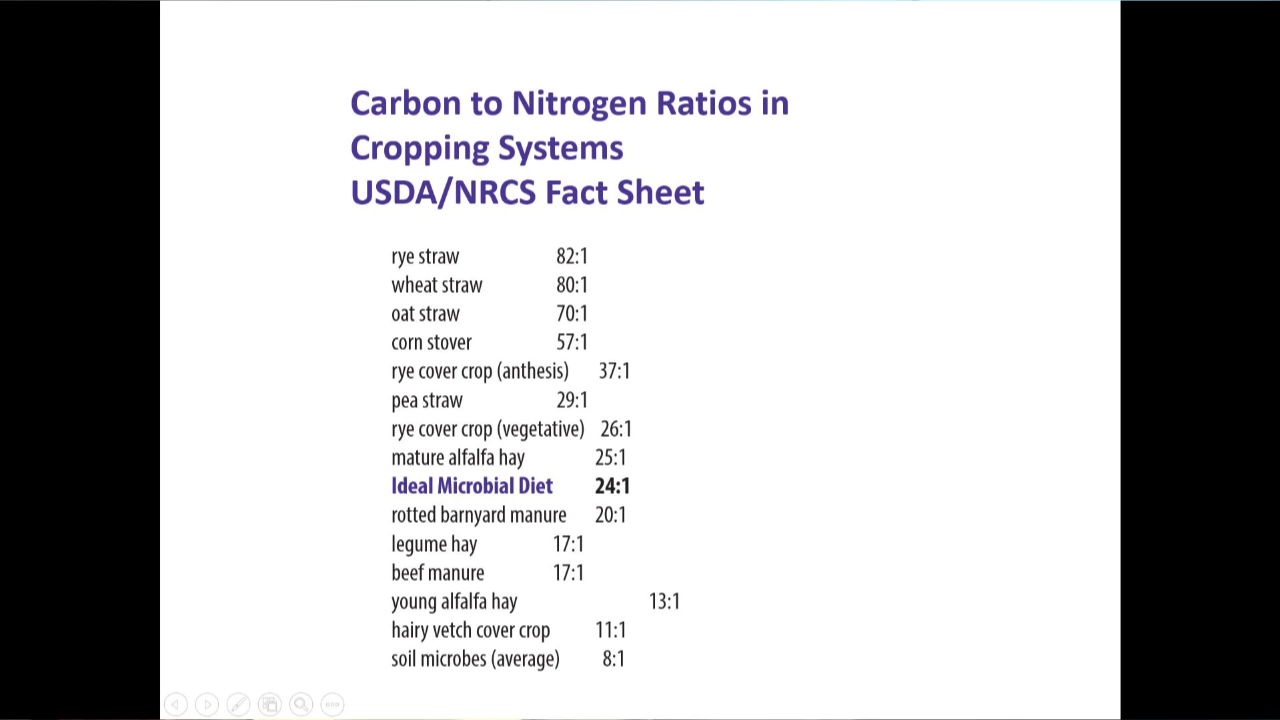 Carbon to Nitrogen Ratios in
Cropping Systems
USDA/NRCS Fact Sheet
rye straw 82:1
wheat straw 80:1
oat straw 70:1
corn stover 57:1
rye cover crop (anthesis) 37:1
pea straw 29:1
rye cover crop (vegetative) 26:1
mature alfalfa hay 25:1
Ideal Microbial Diet 24:1
rotted barnyard manure 20:1
legume hay 17:1
beef manure 17:1
young alfalfa hay 13:1
hairy vetch cover crop 11:1
soil microbes (average) 8:1